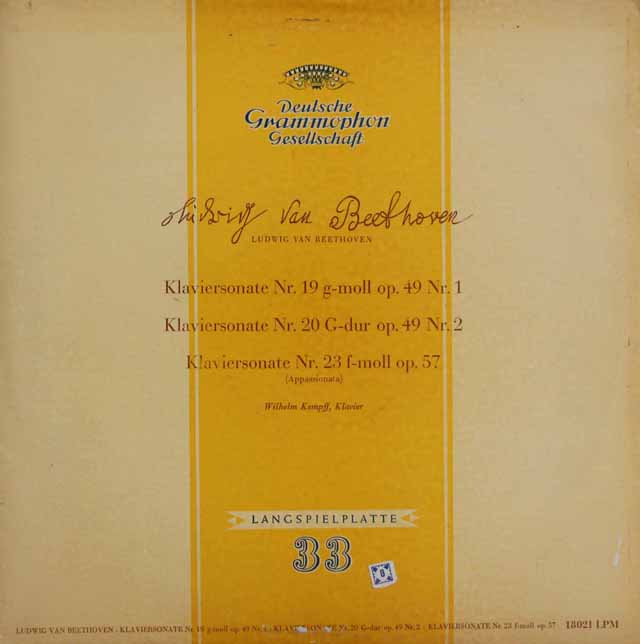 Deutsche
Grammophon
Gesellschaft
Ludwig van Beethoven
LUDWIG VAN BEETHOVEN
Klaviersonate Nr. 19 g-moll op. 49 Nr. 1
Klaviersonate Nr. 20 G-dur op. 49 Nr. 2
Klaviersonate Nr. 23 f-moll op. 57
(Appassionata)
Wilhelm Kempff, Klavier
LANGSPIELPLATTE
33
0
LUDWIG VAN BEETHOVEN · KLAVIERSONATE Nr. 19 g-moll op. 49 Nr. 1 · KLAVIERSONATE Nr. 20 G-dur op. 49 Nr. 2 · KLAVIERSONATE Nr. 23 f-moll op. 57 18021 LPM